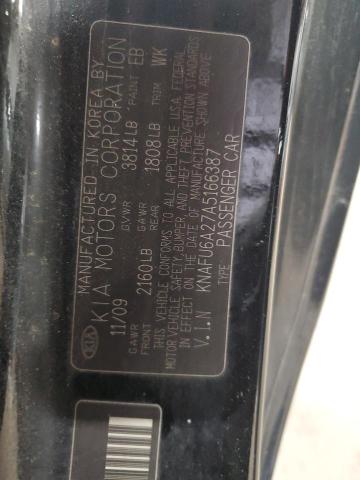 MANUFACTURED IN KOREA BY
KIA MOTORS CORPORATION
KIA
11/09 GVWR 3814LB PAINT EB
GAWR FRONT 2160LB GAWR REAR 1808LB TRIM WK
THIS VEHICLE CONFORMS TO ALL APPLICABLE U.S.A. FEDERAL
MOTOR VEHICLE SAFETY, BUMPER, AND THEFT PREVENTION STANDARDS
IN EFFECT ON THE DATE OF MANUFACTURE SHOWN ABOVE
V.I.N KNAFU6A27A5166387
TYPE PASSENGER CAR